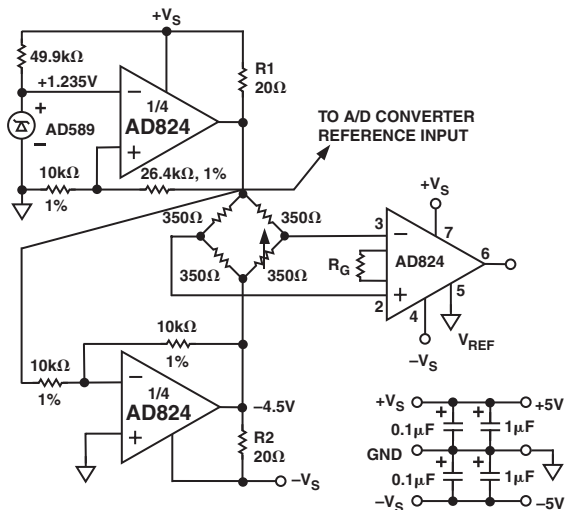 +VS
49.9kΩ
+1.235V
R1
20Ω
+
−
AD589
−
1/4
AD824
+
TO A/D CONVERTER
REFERENCE INPUT
10kΩ
1%
26.4kΩ, 1%
350Ω
350Ω
350Ω
350Ω
+VS
3
−
7
RG
AD824
6
2
+
4
5
−VS
VREF
10kΩ
1%
10kΩ
1%
−
1/4
AD824
+
−4.5V
R2
20Ω
−VS
+VS
+5V
+
+
0.1µF
1µF
GND
+
+
0.1µF
1µF
−VS
−5V